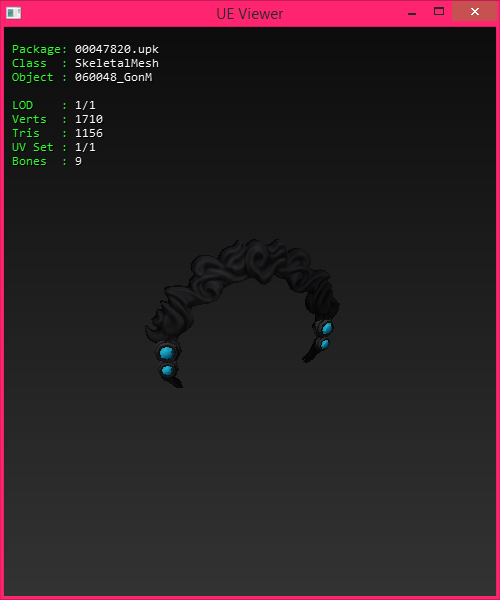 UE Viewer
Package: 00047820.upk
Class : SkeletalMesh
Object : 060048_GonM
LOD : 1/1
Verts : 1710
Tris : 1156
UV Set : 1/1
Bones : 9